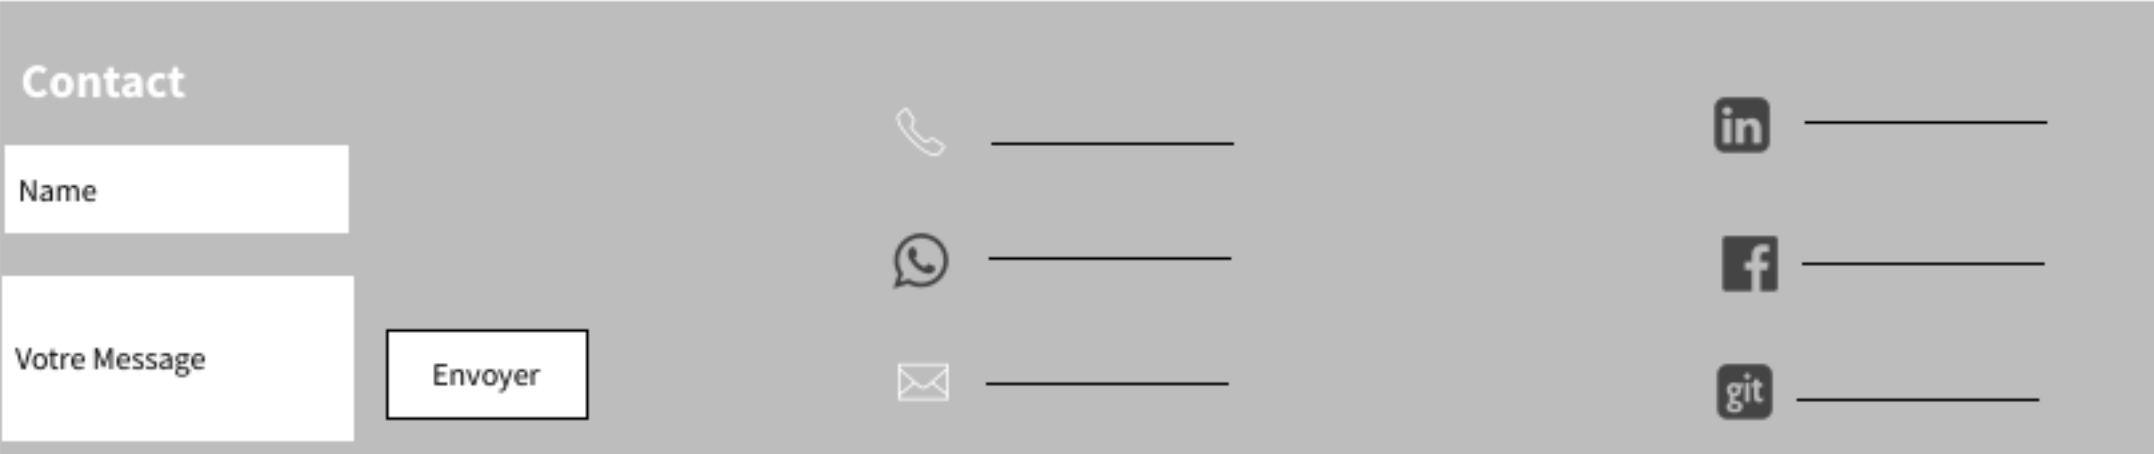 Contact
Name
Votre Message
Envoyer
in
f
git